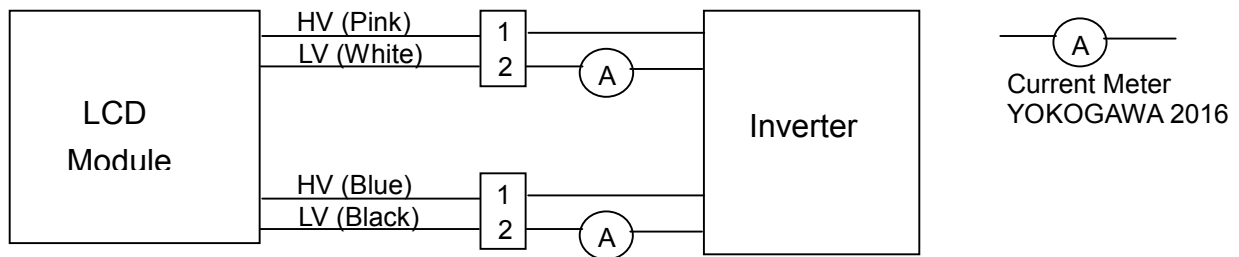 LCD
Module
HV (Pink)
LV (White)
1
2
A
HV (Blue)
LV (Black)
1
2
A
Inverter
A
Current Meter
YOKOGAWA 2016